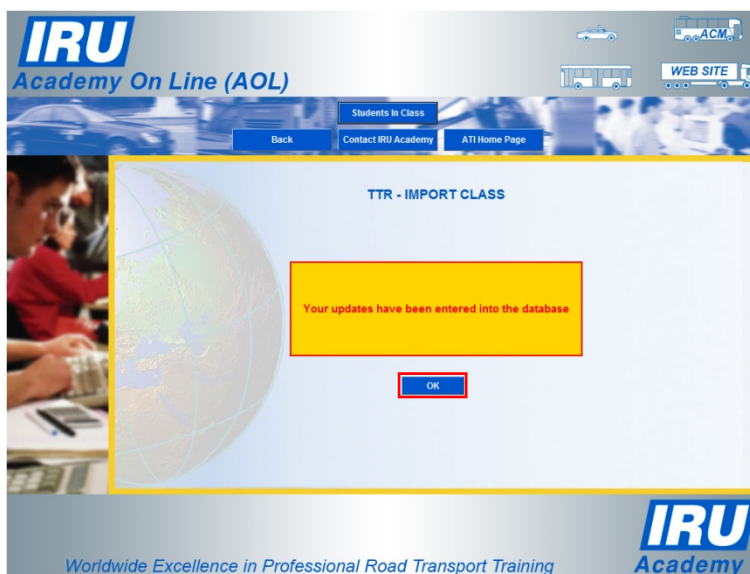 IRU
Academy On Line (AOL)
ACM
WEB SITE
Students In Class
Back
Contact IRU Academy
ATI Home Page
TTR - IMPORT CLASS
Your updates have been entered into the database
OK
IRU
Academy
Worldwide Excellence in Professional Road Transport Training